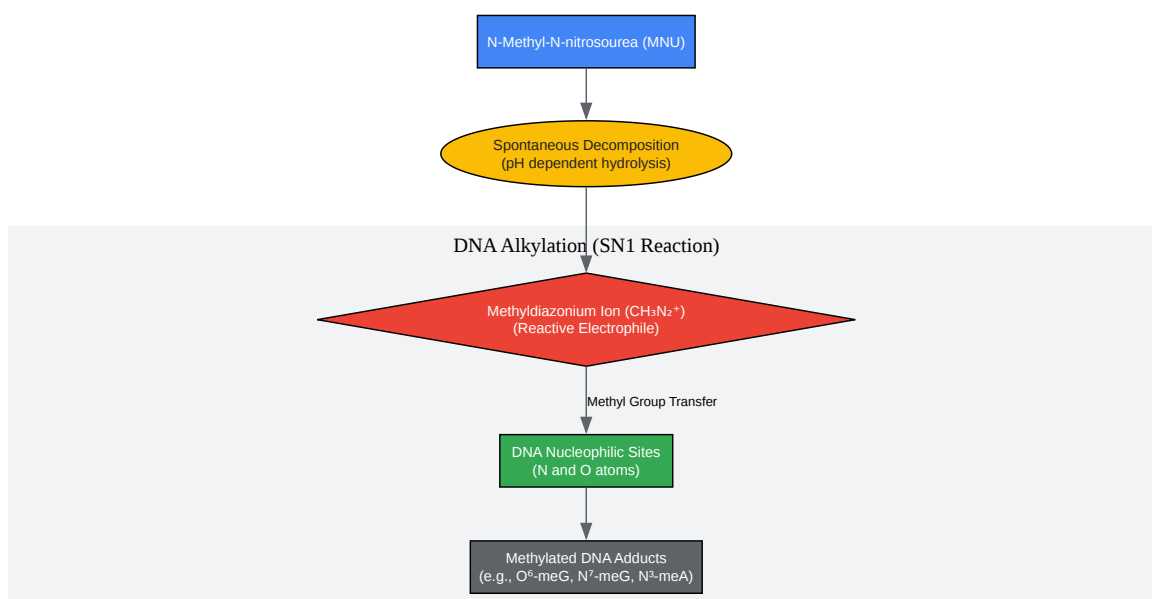 N-Methyl-N-nitrosourea (MNU)
Spontaneous Decomposition
(pH dependent hydrolysis)
DNA Alkylation (SN1 Reaction)
Methyldiazonium Ion (CH₃N₂⁺)
(Reactive Electrophile)
Methyl Group Transfer
DNA Nucleophilic Sites
(N and O atoms)
Methylated DNA Adducts
(e.g., O⁶-meG, N⁷-meG, N³-meA)